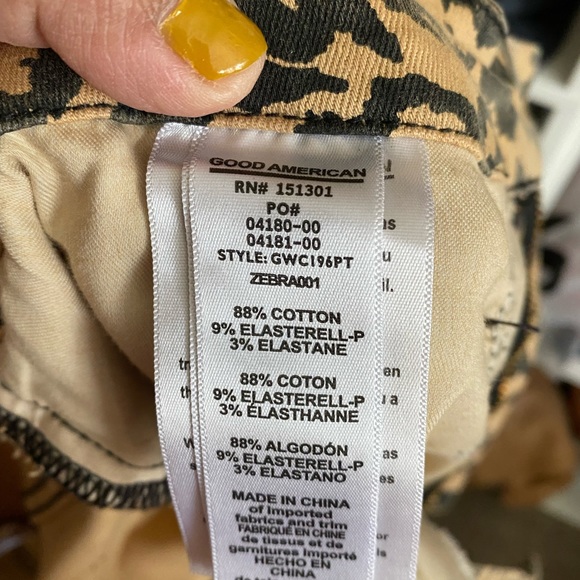 GOOD AMERICAN
RN# 151301
PO#
04180-00
04181-00
STYLE: GWC196PT
ZEBRA001
88% COTTON
9% ELASTERELL-P
3% ELASTANE
88% COTON
9% ELASTERELL-P
3% ÉLASTHANNE
88% ALGODÓN
9% ELASTERELL-P
3% ELASTANO
MADE IN CHINA
of imported
fabrics and trim
FABRIQUÉ EN CHINE
de tissus et de
garnitures importé
HECHO EN CHINA